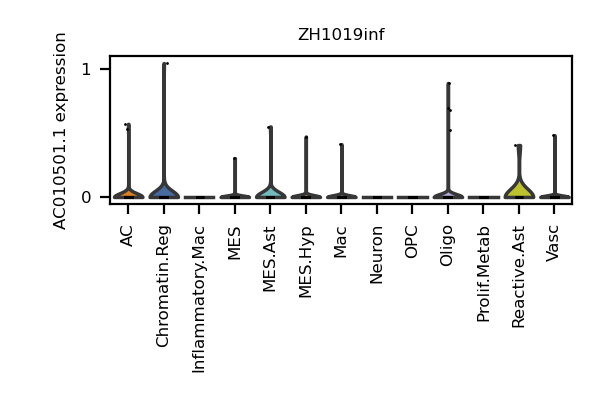 ZH1019inf
AC010501.1 expression
1
0
AC
Chromatin.Reg
Inflammatory.Mac
MES
MES.Ast
MES.Hyp
Mac
Neuron
OPC
Oligo
Prolif.Metab
Reactive.Ast
Vasc